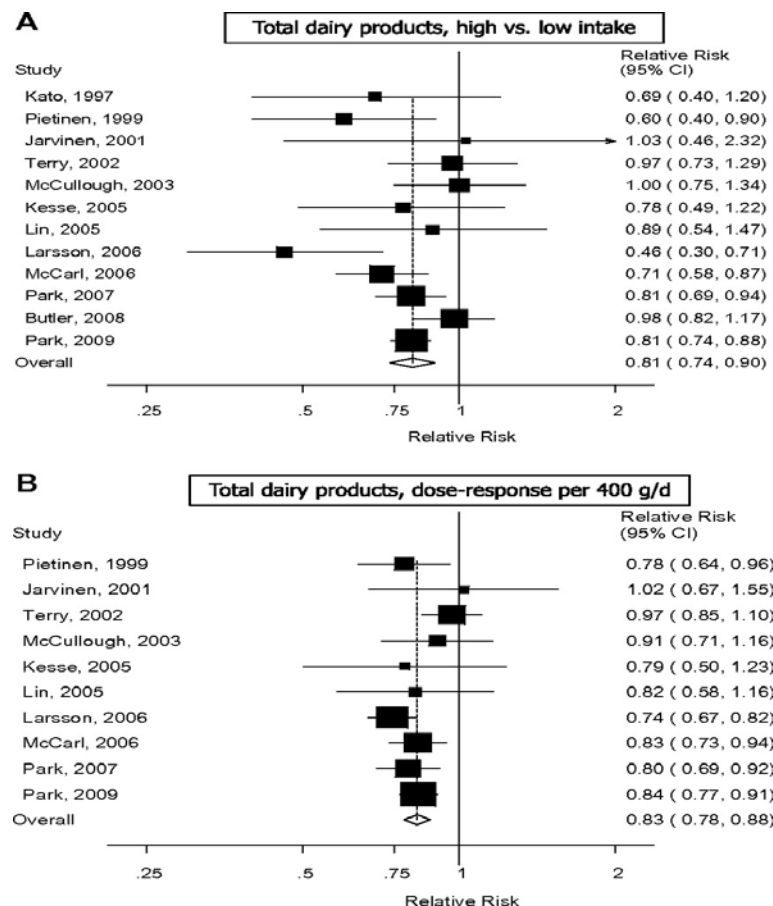 A
Total dairy products, high vs. low intake
Relative Risk
Study (95% CI)
Kato, 1997 0.69 ( 0.40, 1.20)
Pietinen, 1999 0.60 ( 0.40, 0.90)
Jarvinen, 2001 1.03 ( 0.46, 2.32)
Terry, 2002 0.97 ( 0.73, 1.29)
McCullough, 2003 1.00 ( 0.75, 1.34)
Kesse, 2005 0.78 ( 0.49, 1.22)
Lin, 2005 0.89 ( 0.54, 1.47)
Larsson, 2006 0.46 ( 0.30, 0.71)
McCarl, 2006 0.71 ( 0.58, 0.87)
Park, 2007 0.81 ( 0.69, 0.94)
Butler, 2008 0.98 ( 0.82, 1.17)
Park, 2009 0.81 ( 0.74, 0.88)
Overall 0.81 ( 0.74, 0.90)
.25 .5 .75 1 2
Relative Risk
B
Total dairy products, dose-response per 400 g/d
Relative Risk
Study (95% CI)
Pietinen, 1999 0.78 ( 0.64, 0.96)
Jarvinen, 2001 1.02 ( 0.67, 1.55)
Terry, 2002 0.97 ( 0.85, 1.10)
McCullough, 2003 0.91 ( 0.71, 1.16)
Kesse, 2005 0.79 ( 0.50, 1.23)
Lin, 2005 0.82 ( 0.58, 1.16)
Larsson, 2006 0.74 ( 0.67, 0.82)
McCarl, 2006 0.83 ( 0.73, 0.94)
Park, 2007 0.80 ( 0.69, 0.92)
Park, 2009 0.84 ( 0.77, 0.91)
Overall 0.83 ( 0.78, 0.88)
.25 .5 .75 1 2
Relative Risk